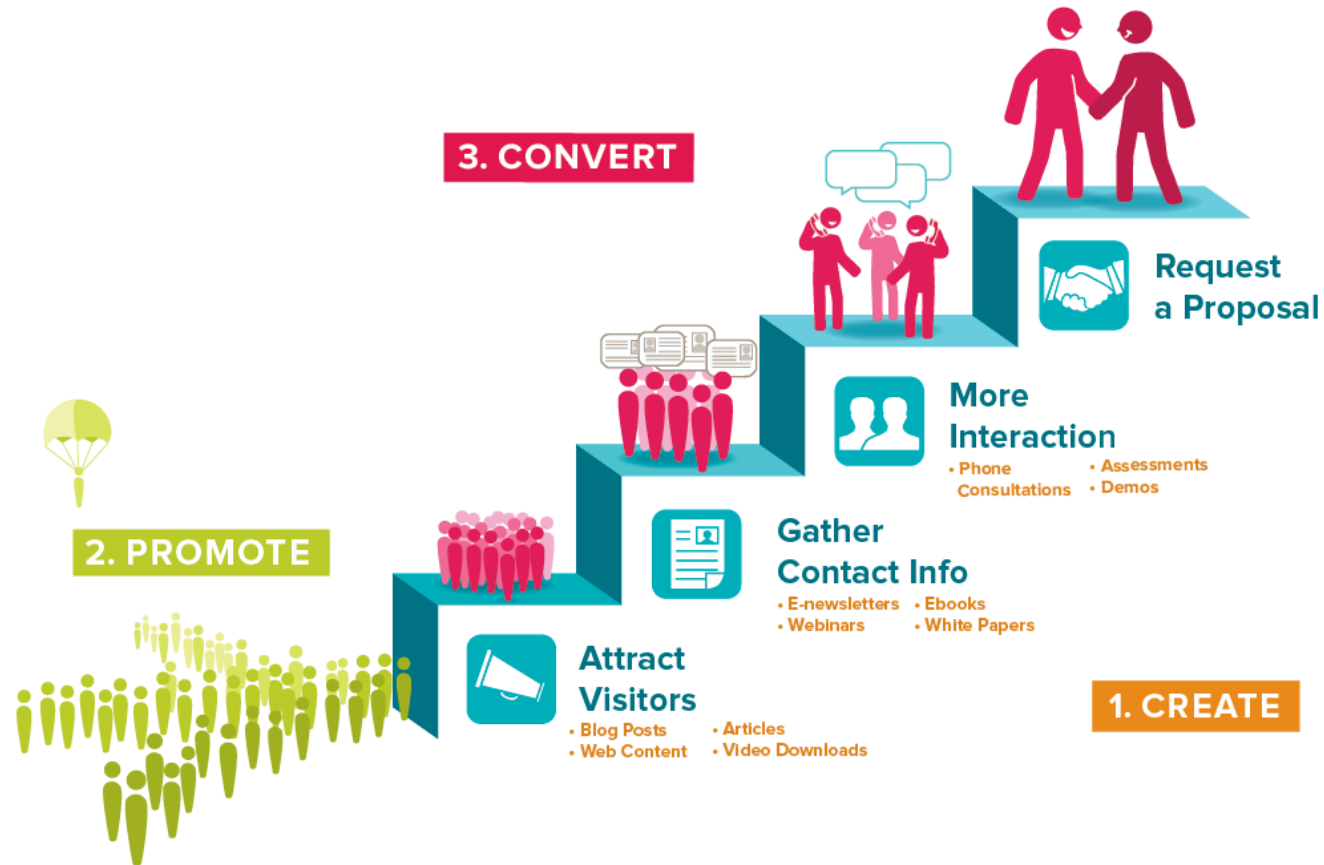 3. CONVERT
Request
a Proposal
More
Interaction
• Phone Consultations
• Assessments
• Demos
2. PROMOTE
Gather
Contact Info
• E-newsletters • Ebooks
• Webinars • White Papers
Attract
Visitors
• Blog Posts • Articles
• Web Content • Video Downloads
1. CREATE